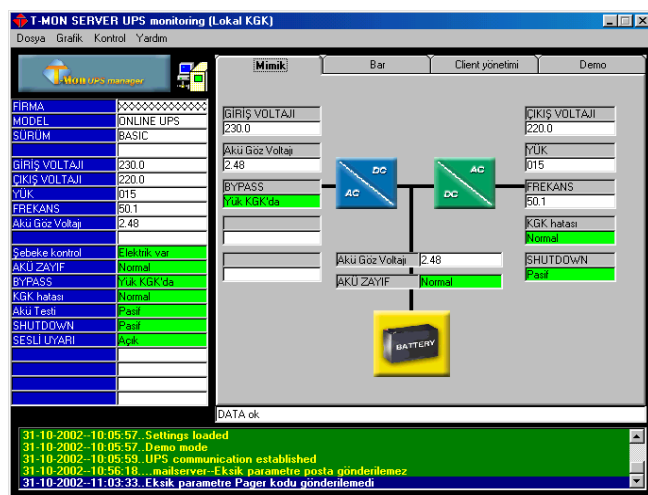 T-MON SERVER UPS monitoring (Lokal KGK)
Dosya Grafik Kontrol Yardım
T-MON UPS manager
Mimik Bar Client yönetimi Demo
FİRMA XXXXXXXXXXXX
MODEL ONLINE UPS
SÜRÜM BASIC
GİRİŞ VOLTAJI 230.0
ÇIKIŞ VOLTAJI 220.0
YÜK 015
FREKANS 50.1
Akü Göz Voltajı 2.48
Şebeke kontrol Elektrik var
AKÜ ZAYIF Normal
BYPASS Yük KGK'da
KGK hatası Normal
Akü Testi Pasif
SHUTDOWN Pasif
SESLİ UYARI Açık
GİRİŞ VOLTAJI
230.0
Akü Göz Voltajı
2.48
BYPASS
Yük KGK'da
DC
AC
AC
DC
ÇIKIŞ VOLTAJI
220.0
YÜK
015
FREKANS
50.1
KGK hatası
Normal
SHUTDOWN
Pasif
Akü Göz Voltajı 2.48
AKÜ ZAYIF Normal
BATTERY
DATA ok
31-10-2002--10:05:57..Settings loaded
31-10-2002--10:05:57..Demo mode
31-10-2002--10:05:59..UPS communication established
31-10-2002--10:56:18....mailserver--Eksik parametre posta gönderilemez
31-10-2002--11:03:33..Eksik parametre Pager kodu gönderilemedi